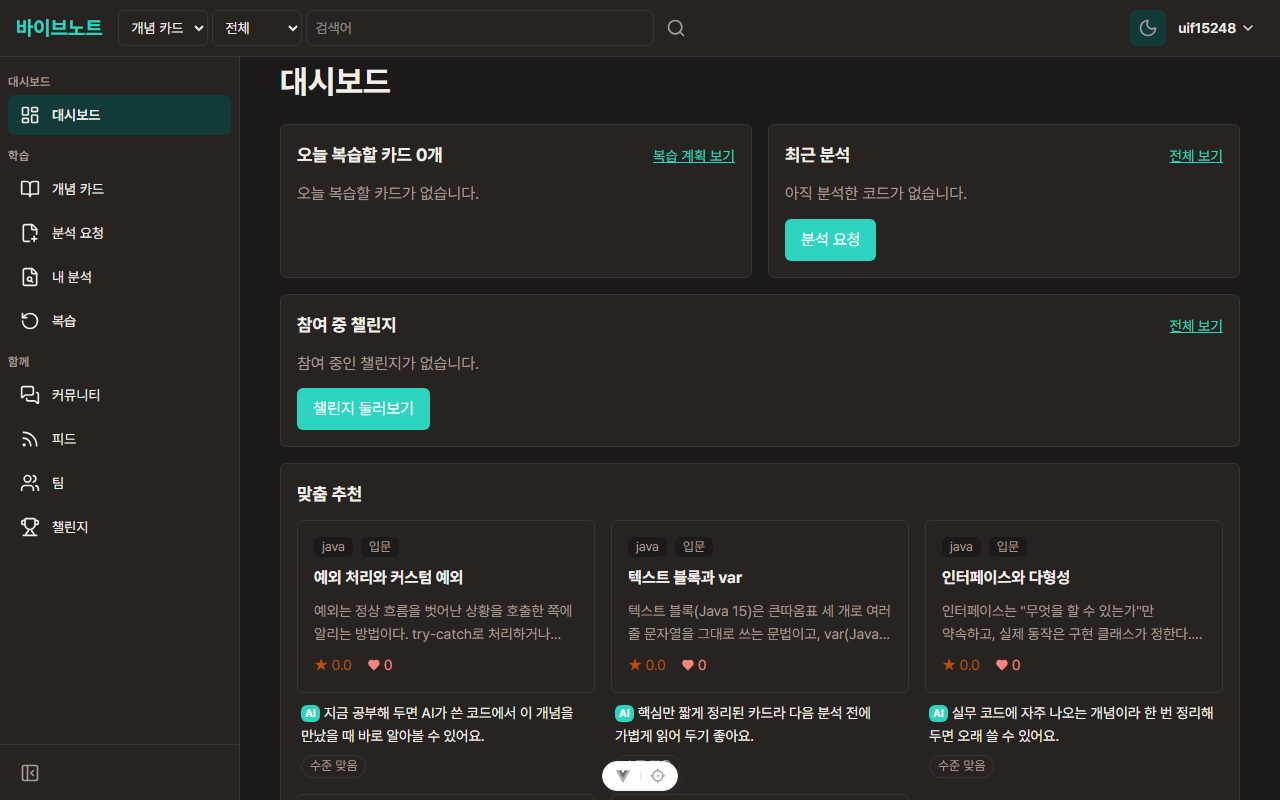 바이브노트
개념 카드
전체
검색어
uif15248
대시보드
대시보드
학습
개념 카드
분석 요청
내 분석
복습
함께
커뮤니티
피드
팀
챌린지
대시보드
오늘 복습할 카드 0개
복습 계획 보기
오늘 복습할 카드가 없습니다.
최근 분석
전체 보기
아직 분석한 코드가 없습니다.
분석 요청
참여 중 챌린지
전체 보기
참여 중인 챌린지가 없습니다.
챌린지 둘러보기
맞춤 추천
java 입문
예외 처리와 커스텀 예외
예외는 정상 흐름을 벗어난 상황을 호출한 쪽에
알리는 방법이다. try-catch로 처리하거나...
★ 0.0 ♥ 0
AI 지금 공부해 두면 AI가 쓴 코드에서 이 개념을
만났을 때 바로 알아볼 수 있어요.
수준 맞음
java 입문
텍스트 블록과 var
텍스트 블록(Java 15)은 큰따옴표 세 개로 여러
줄 문자열을 그대로 쓰는 문법이고, var(Java...
★ 0.0 ♥ 0
AI 핵심만 짧게 정리된 카드라 다음 분석 전에
가볍게 읽어 두기 좋아요.
java 입문
인터페이스와 다형성
인터페이스는 "무엇을 할 수 있는가"만
약속하고, 실제 동작은 구현 클래스가 정한다....
★ 0.0 ♥ 0
AI 실무 코드에 자주 나오는 개념이라 한 번 정리해
두면 오래 쓸 수 있어요.
수준 맞음